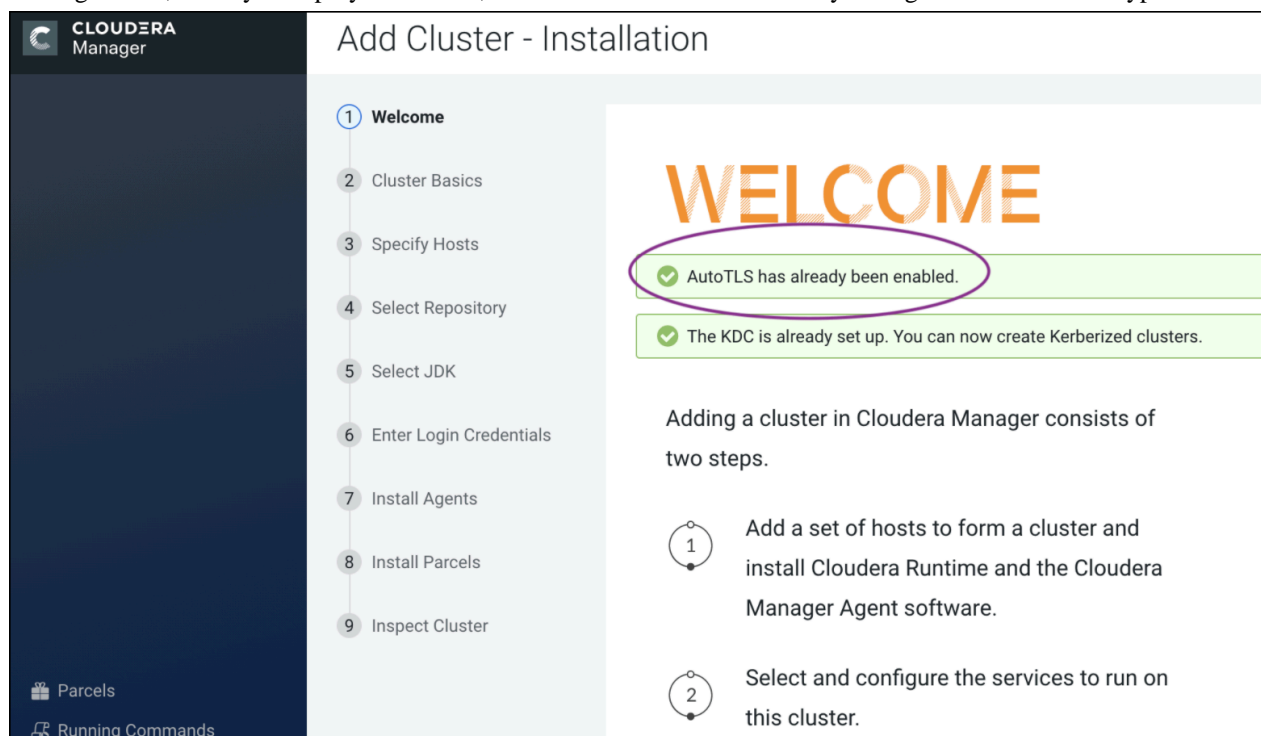 CLOUDERA
Manager
Add Cluster - Installation
1 Welcome
2 Cluster Basics
3 Specify Hosts
4 Select Repository
5 Select JDK
6 Enter Login Credentials
7 Install Agents
8 Install Parcels
9 Inspect Cluster
Parcels
Running Commands
WELCOME
AutoTLS has already been enabled.
The KDC is already set up. You can now create Kerberized clusters.
Adding a cluster in Cloudera Manager consists of
two steps.
1 Add a set of hosts to form a cluster and
install Cloudera Runtime and the Cloudera
Manager Agent software.
2 Select and configure the services to run on
this cluster.